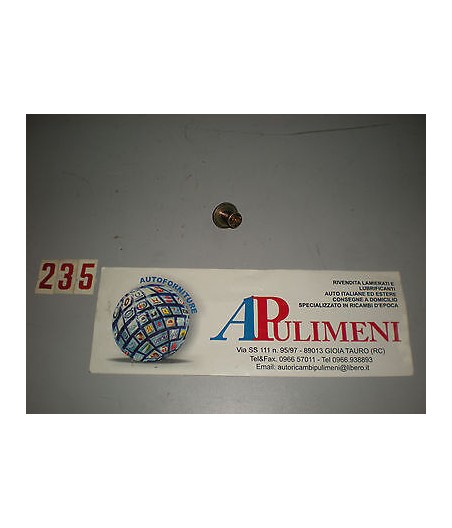 235
AUTOFORNITURE
APULIMENI
RIVENDITA LAMIERATI E
LUBRIFICANTI
AUTO ITALIANE ED ESTERE
CONSEGNE A DOMICILIO
SPECIALIZZATO IN RICAMBI D'EPOCA
Via SS 111 n. 95/97 - 89013 GIOIA TAURO (RC)
Tel&Fax. 0966 57011 - Tel 0966.938893
Email: autoricambipulimeni@libero.it